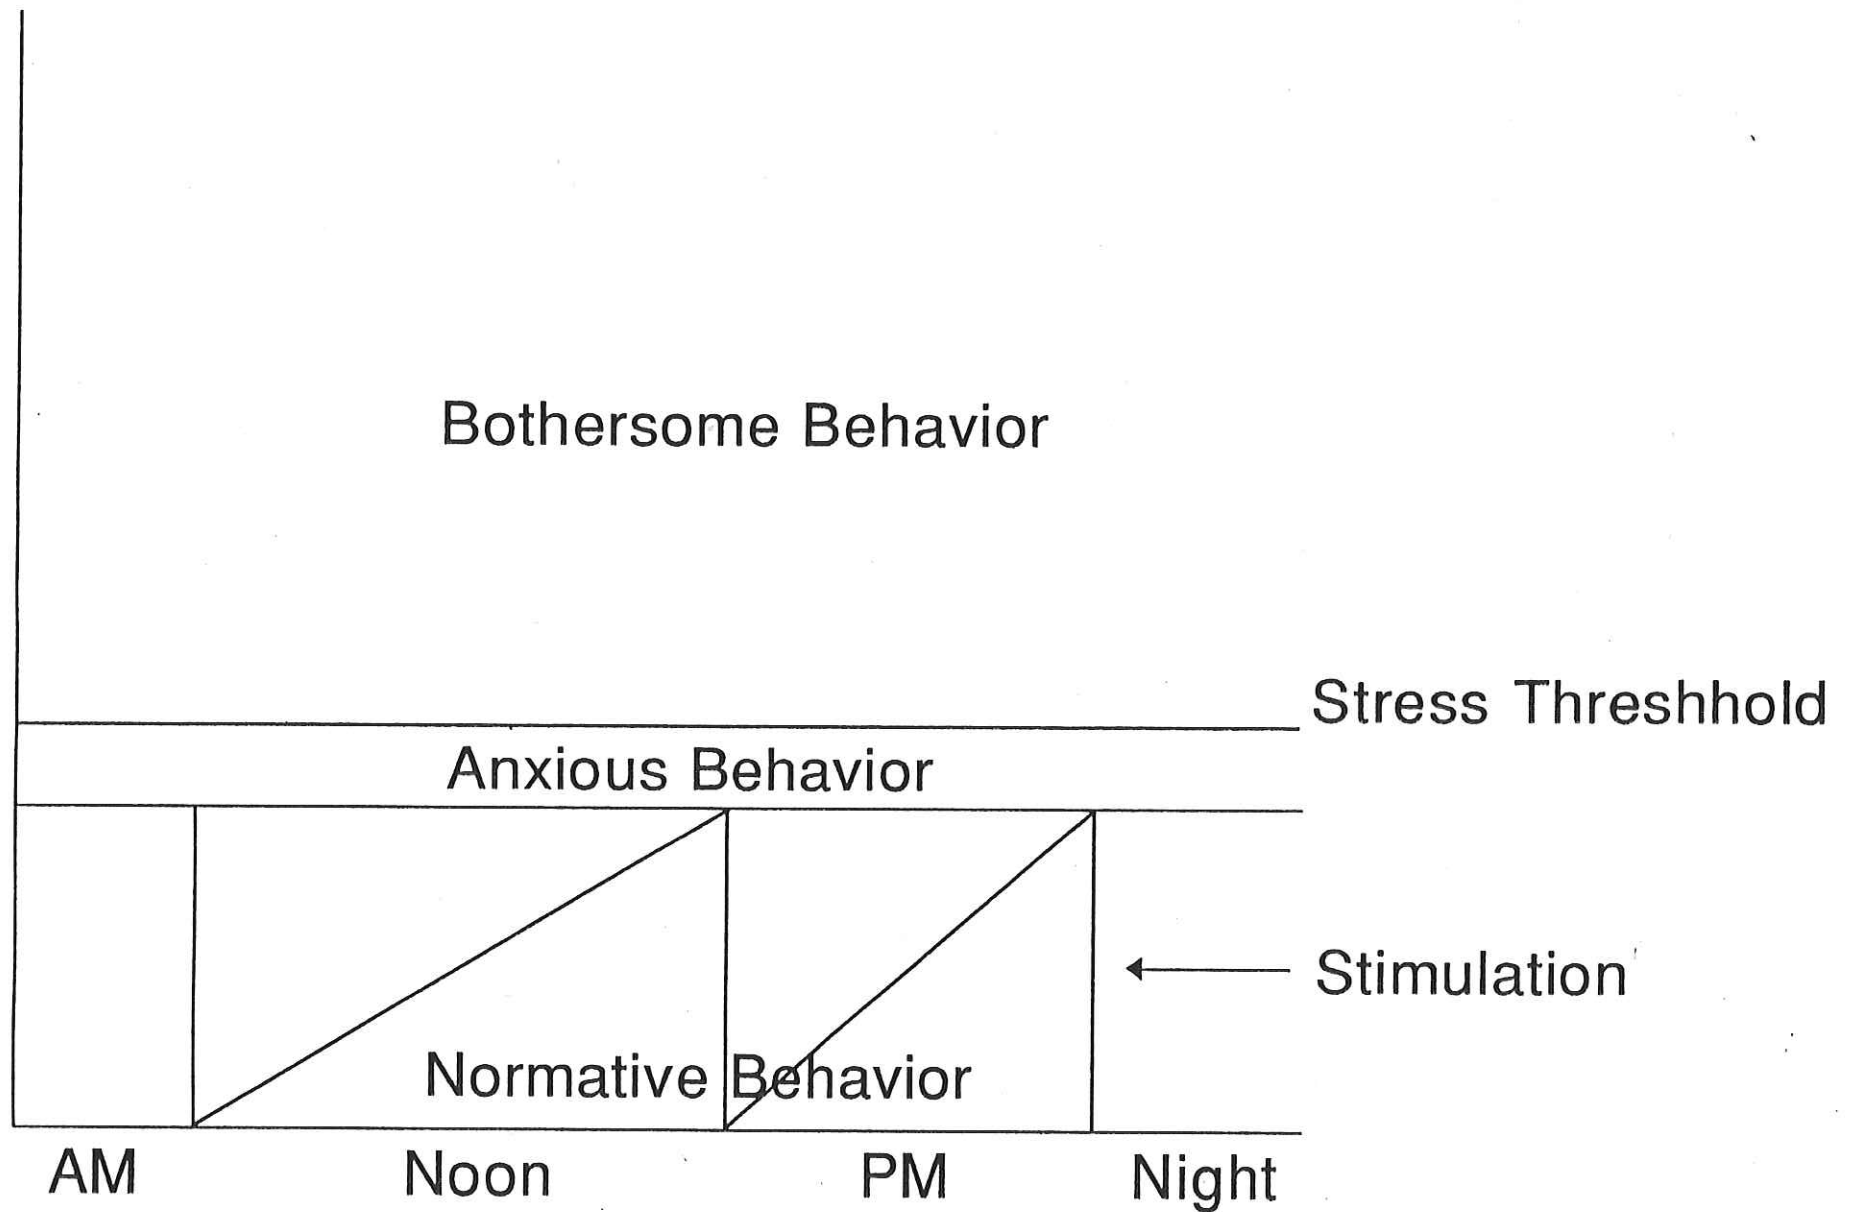 Bothersome Behavior
Stress Threshhold
Anxious Behavior
Stimulation
Normative Behavior
AM Noon PM Night